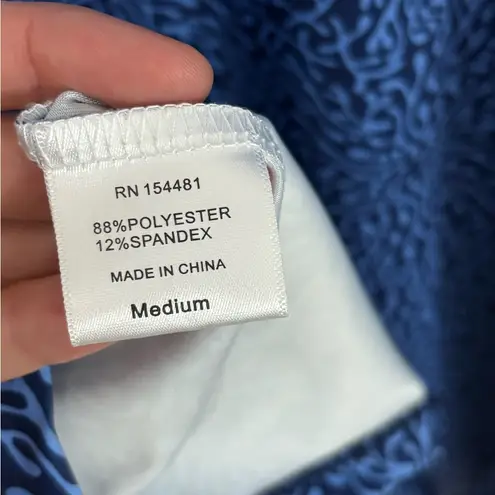 RN 154481
88%POLYESTER
12%SPANDEX
MADE IN CHINA
Medium